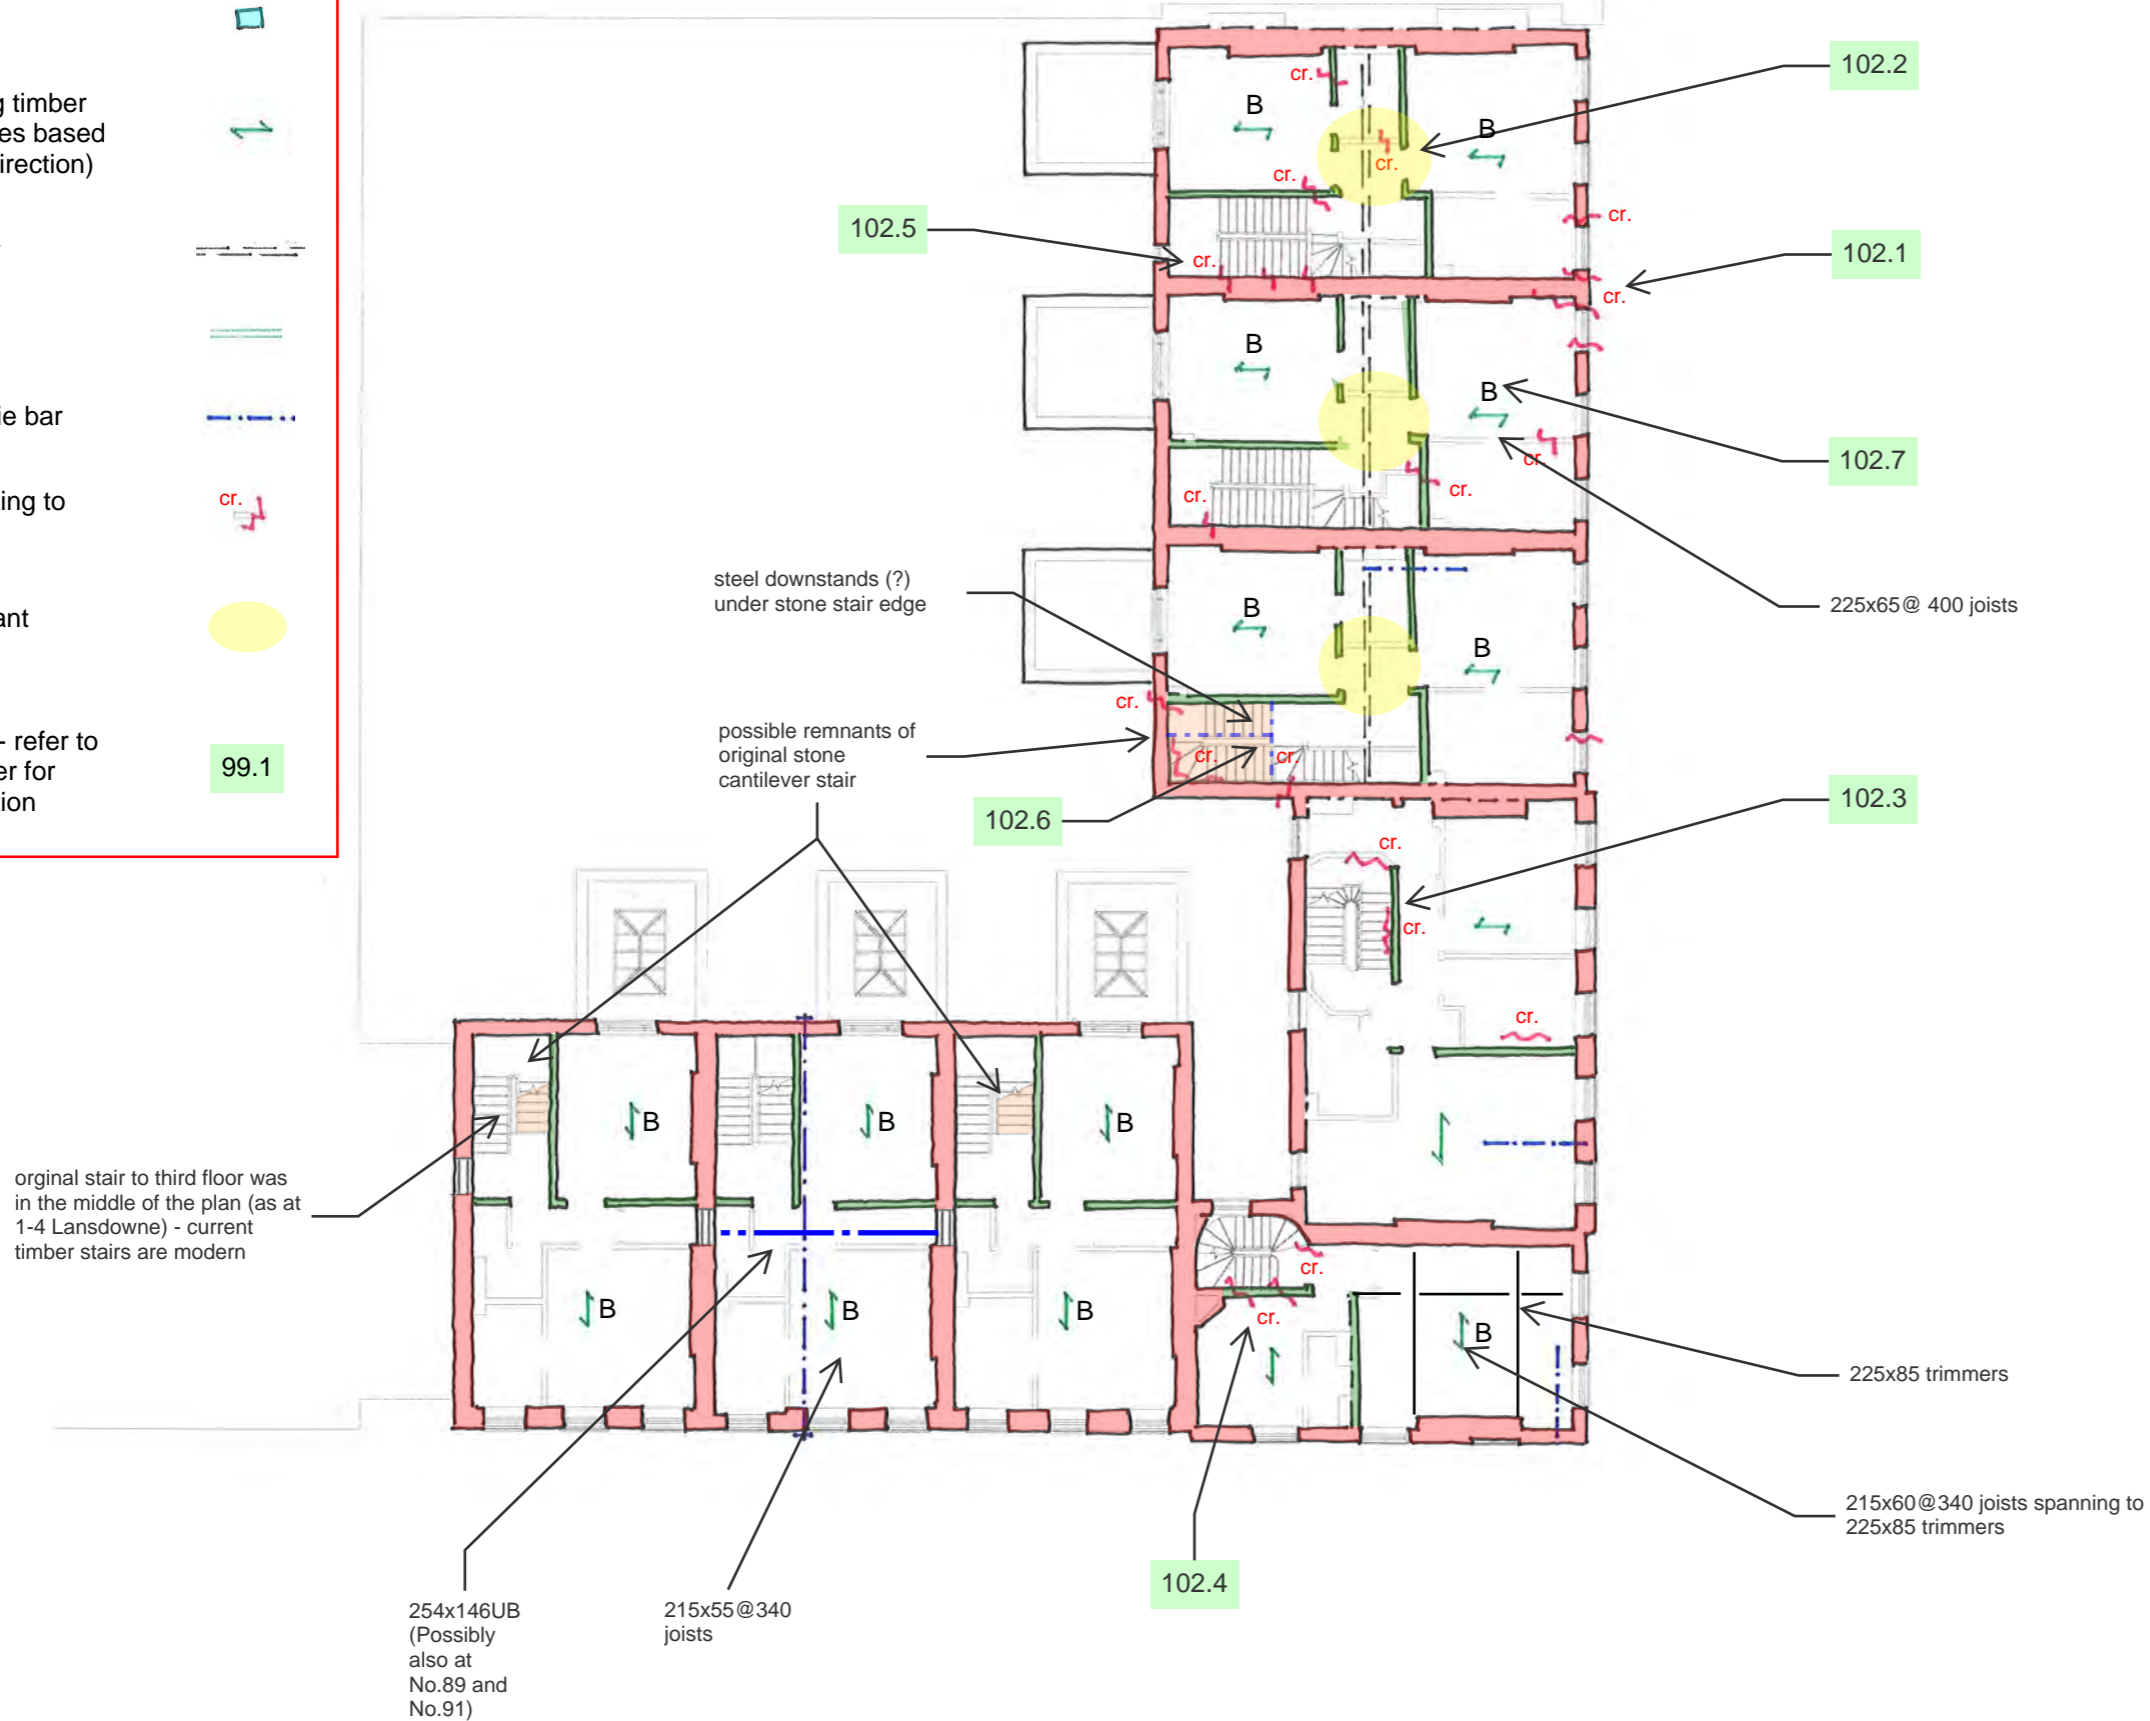 g timber
es based
irection)
ie bar
cr.
ing to
ant
- refer to
er for
tion
99.1
102.2
cr.
B
B
cr.
cr.
102.5
cr.
cr.
102.1
cr.
B
B
102.7
cr.
cr.
cr.
steel downstands (?)
under stone stair edge
B
B
225x65@ 400 joists
cr.
possible remnants of
original stone
cantilever stair
cr.
cr.
102.6
102.3
cr.
cr.
cr.
orginal stair to third floor was
in the middle of the plan (as at
1-4 Lansdowne) - current
timber stairs are modern
B
B
B
B
B
B
cr.
cr.
B
225x85 trimmers
215x60@340 joists spanning to
225x85 trimmers
102.4
254x146UB
(Possibly
also at
No.89 and
No.91)
215x55@340
joists